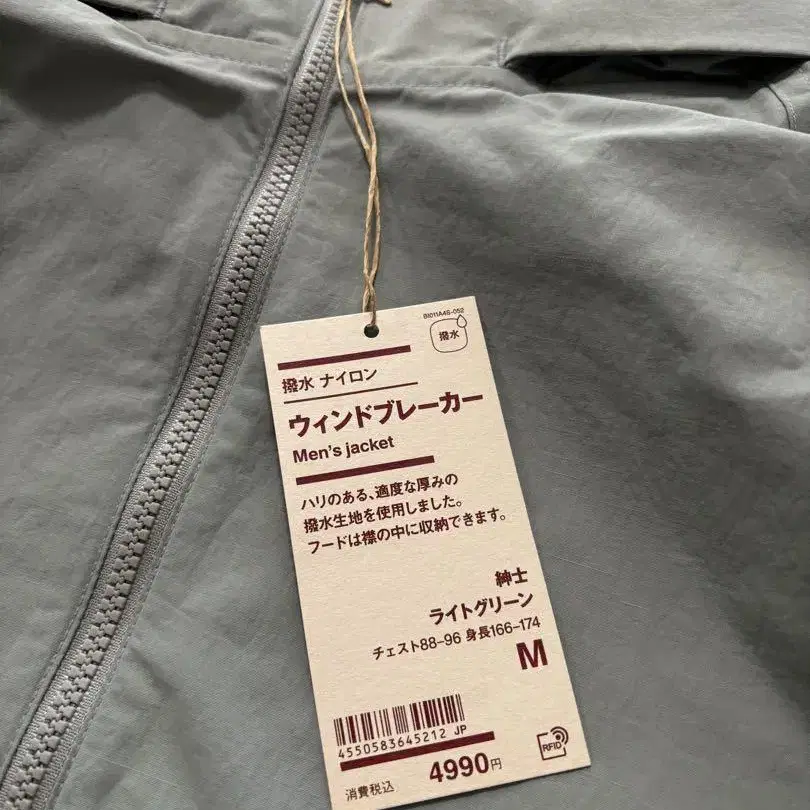 BI011A4S-052
撥水
撥水 ナイロン
ウィンドブレーカー
Men's jacket
ハリのある、適度な厚みの
撥水生地を使用しました。
フードは襟の中に収納できます。
紳士
ライトグリーン
チェスト88-96 身長166-174
M
4550583645212 JP
消費税込 4990円
RFID